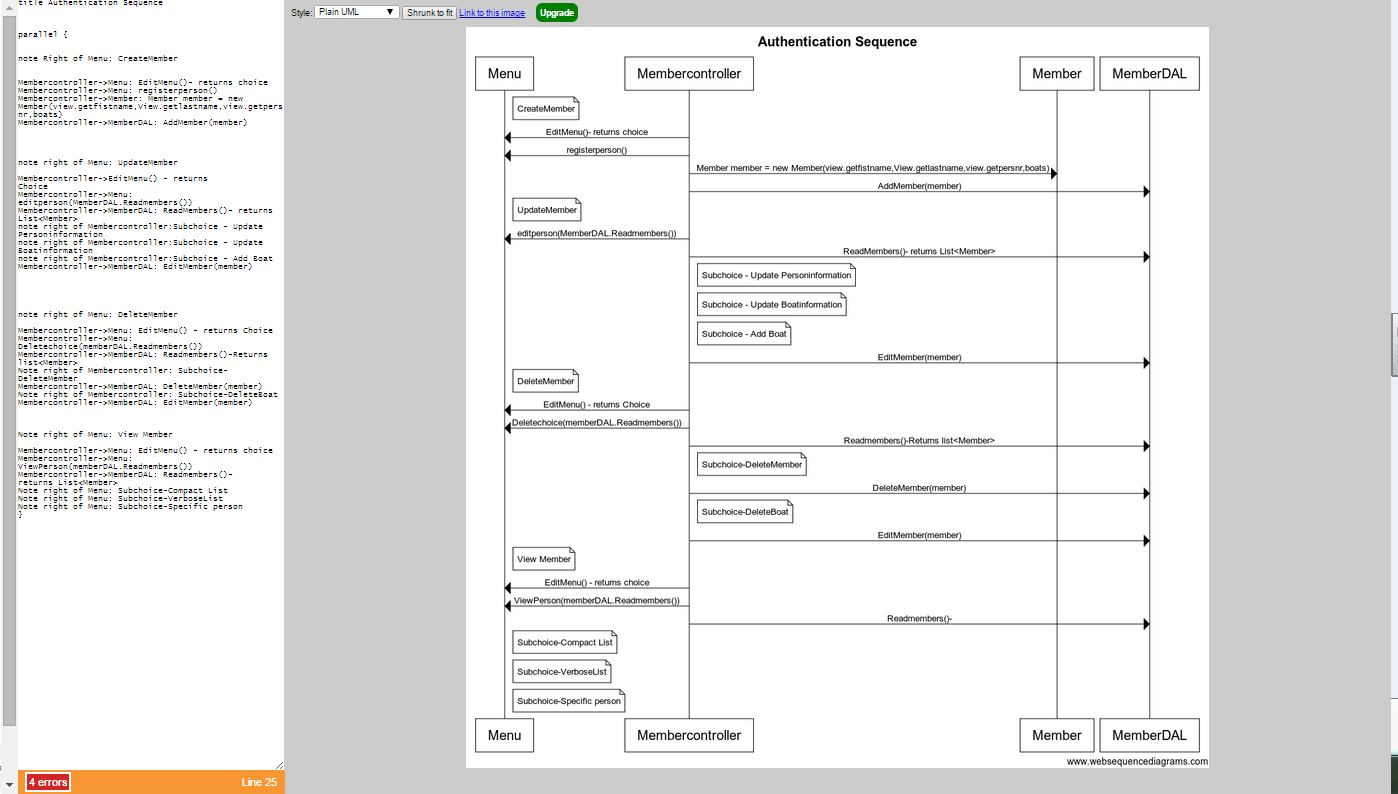 title Authentication Sequence
parallel {
note Right of Menu: CreateMember
Membercontroller->Menu: EditMenu()- returns choice
Membercontroller->Menu: registerperson()
Membercontroller->Member: Member member = new
Member(view.getfistname,View.getlastname,view.getpers
nr,boats)
Membercontroller->MemberDAL: AddMember(member)
note right of Menu: UpdateMember
Membercontroller->EditMenu() - returns
Choice
Membercontroller->Menu:
editperson(MemberDAL.Readmembers())
Membercontroller->MemberDAL: ReadMembers()- returns
List<Member>
note right of Membercontroller:Subchoice - Update
Personinformation
note right of Membercontroller:Subchoice - Update
Boatinformation
note right of Membercontroller:Subchoice - Add Boat
Membercontroller->MemberDAL: EditMember(member)
note right of Menu: DeleteMember
Membercontroller->Menu: EditMenu() - returns Choice
Membercontroller->Menu:
Deletechoice(memberDAL.Readmembers())
Membercontroller->MemberDAL: Readmembers()-Returns
list<Member>
Note right of Membercontroller: Subchoice-
DeleteMember
Membercontroller->MemberDAL: DeleteMember(member)
Note right of Membercontroller: Subchoice-DeleteBoat
Membercontroller->MemberDAL: EditMember(member)
Note right of Menu: View Member
Membercontroller->Menu: EditMenu() - returns choice
Membercontroller->Menu:
ViewPerson(memberDAL.Readmembers())
Membercontroller->MemberDAL: Readmembers()-
returns List<Member>
Note right of Menu: Subchoice-Compact List
Note right of Menu: Subchoice-VerboseList
Note right of Menu: Subchoice-Specific person
}
4 errors
Line 25
Style: Plain UML Shrunk to fit Link to this image Upgrade
Authentication Sequence
Menu Membercontroller Member MemberDAL
CreateMember
EditMenu()- returns choice
registerperson()
Member member = new Member(view.getfistname,View.getlastname,view.getpersnr,boats)
AddMember(member)
UpdateMember
editperson(MemberDAL.Readmembers())
ReadMembers()- returns List<Member>
Subchoice - Update Personinformation
Subchoice - Update Boatinformation
Subchoice - Add Boat
EditMember(member)
DeleteMember
EditMenu() - returns Choice
Deletechoice(memberDAL.Readmembers())
Readmembers()-Returns list<Member>
Subchoice-DeleteMember
DeleteMember(member)
Subchoice-DeleteBoat
EditMember(member)
View Member
EditMenu() - returns choice
ViewPerson(memberDAL.Readmembers())
Readmembers()-
Subchoice-Compact List
Subchoice-VerboseList
Subchoice-Specific person
Menu Membercontroller Member MemberDAL
www.websequencediagrams.com